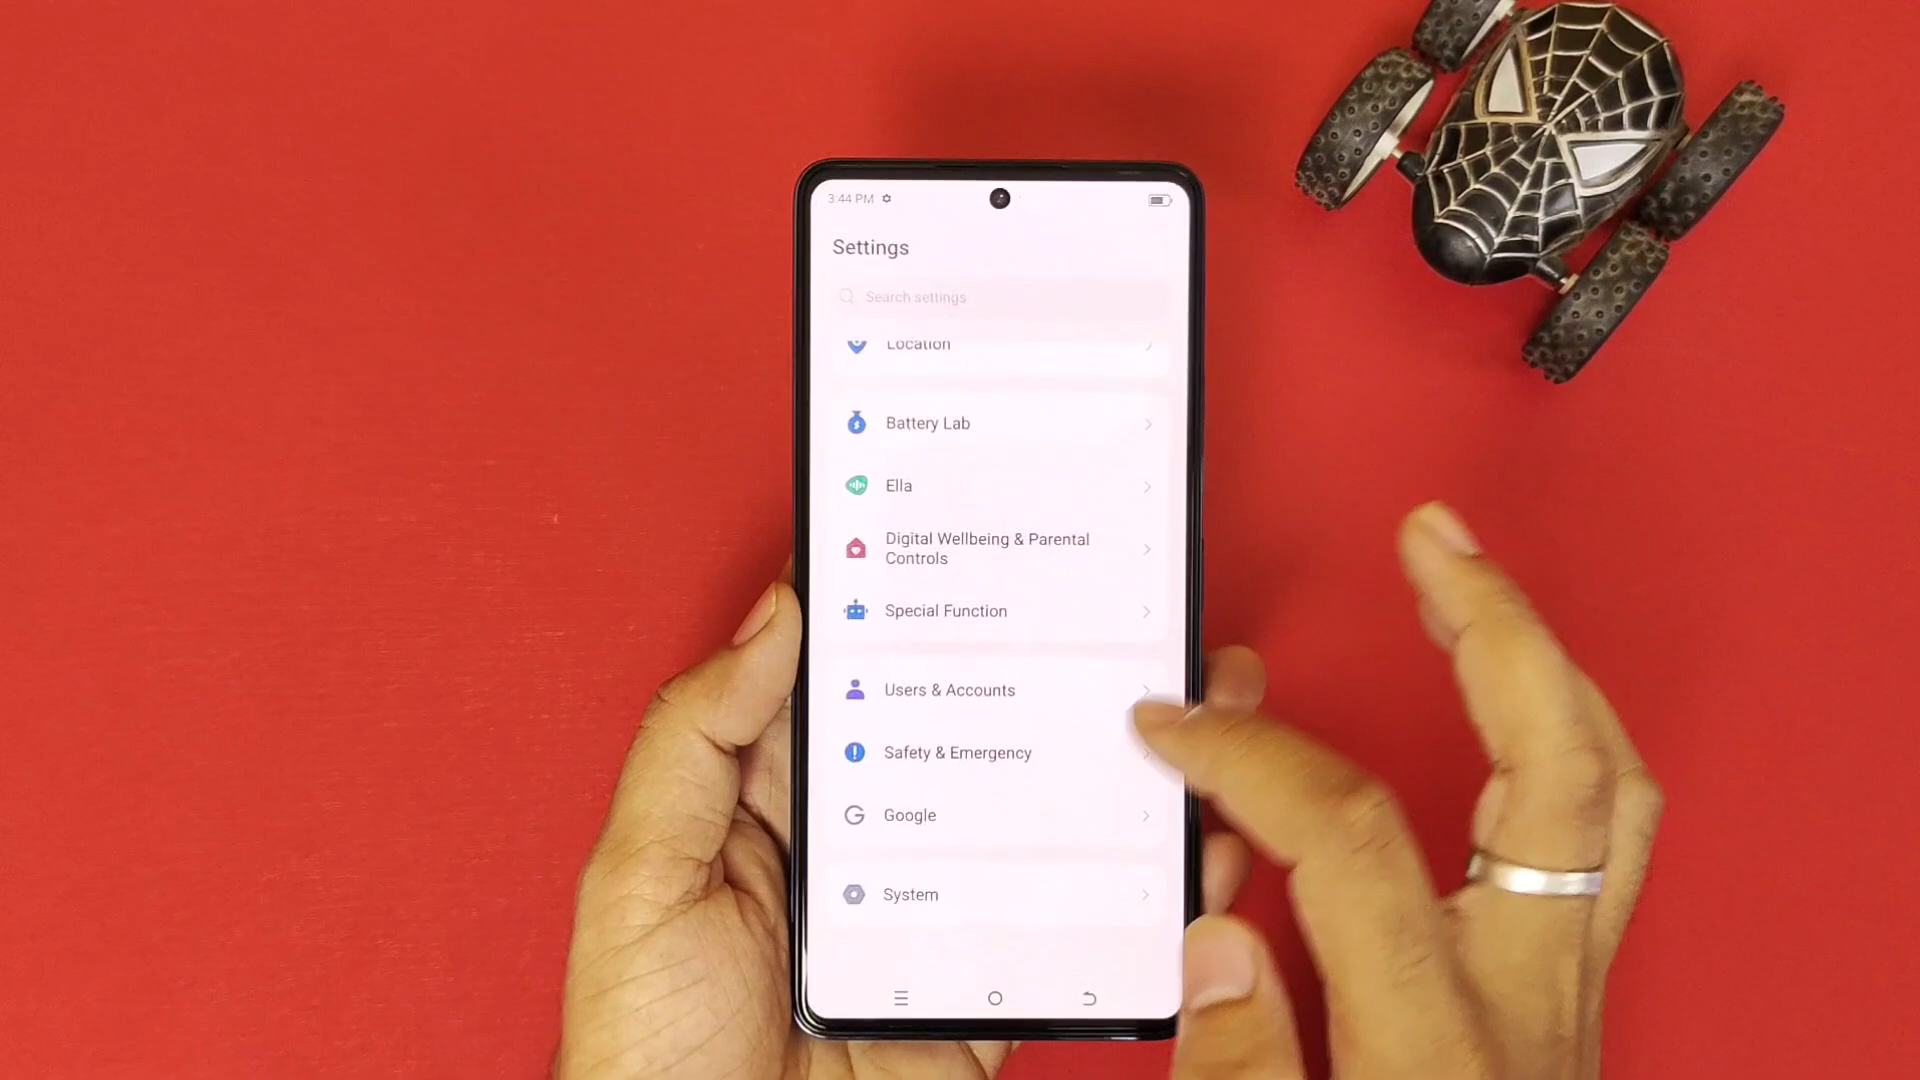 3:44 PM
Settings
Search settings
Location
Battery Lab
Ella
Digital Wellbeing & Parental
Controls
Special Function
Users & Accounts
Safety & Emergency
Google
System